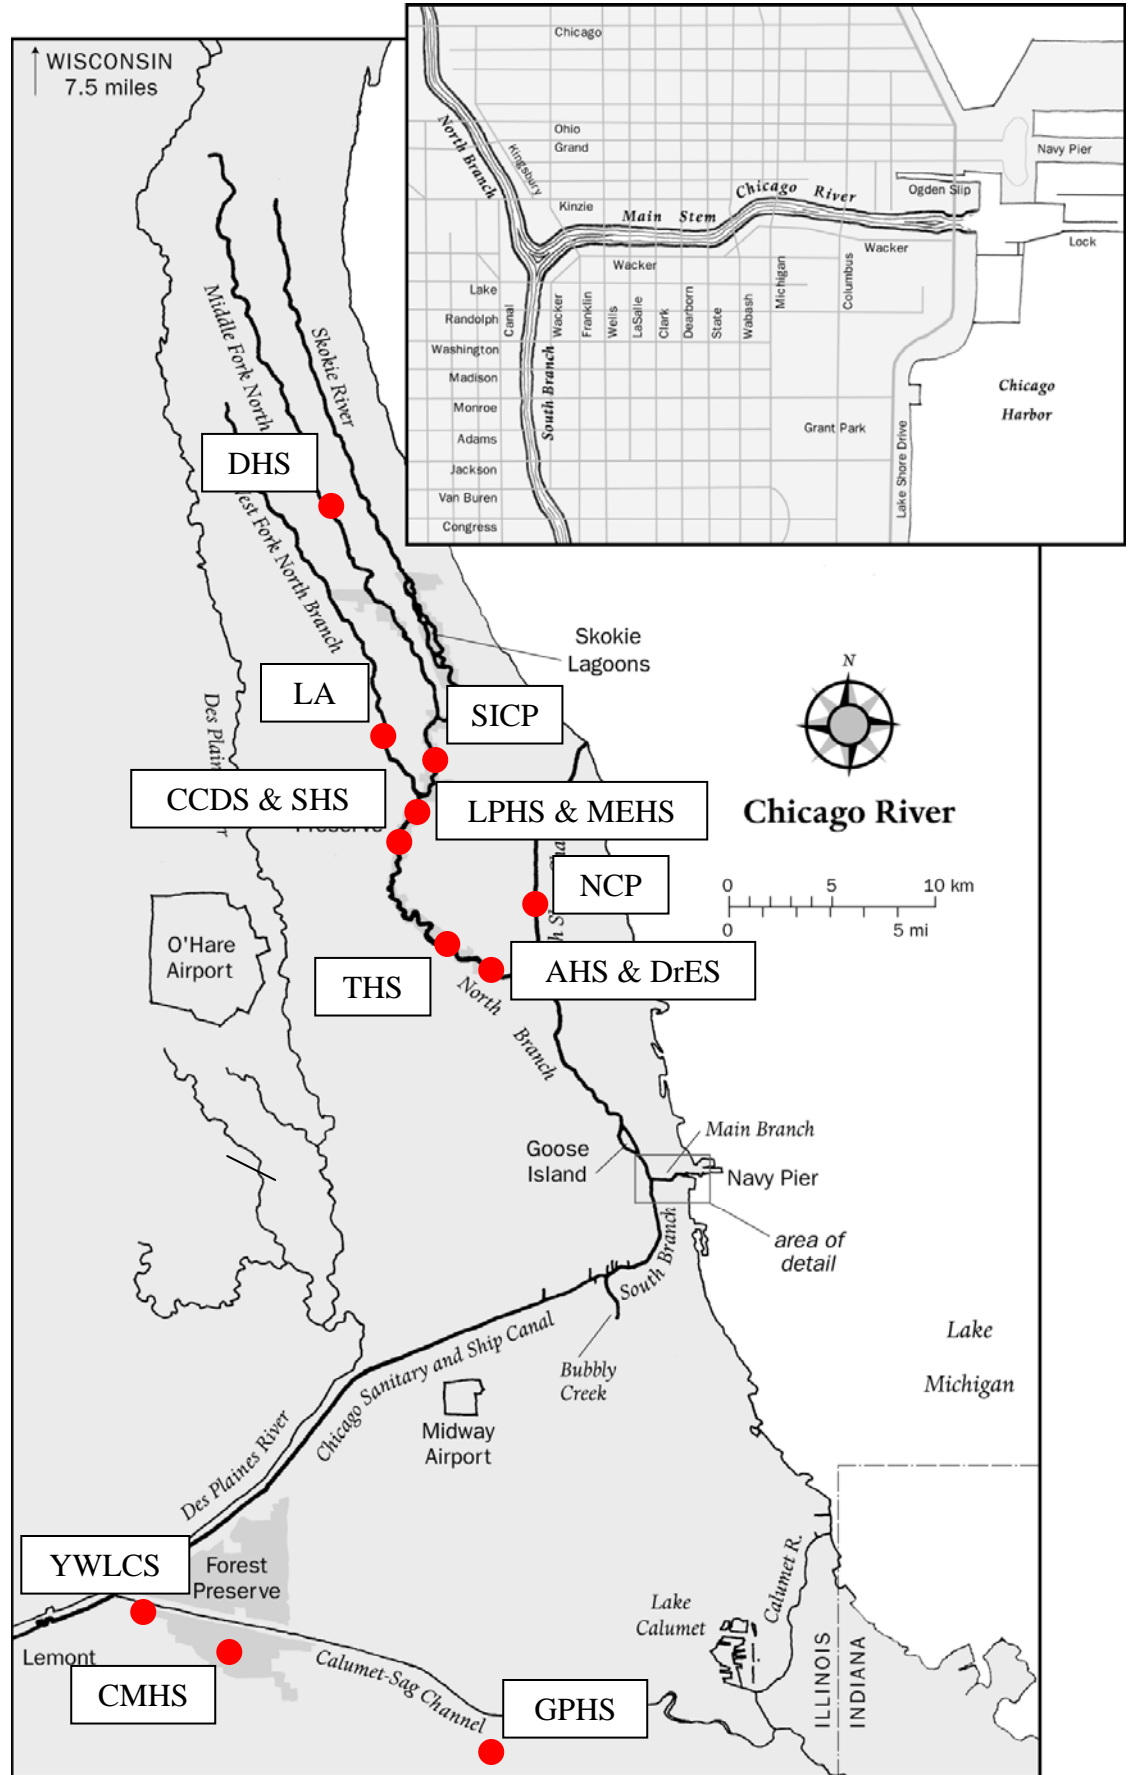 WISCONSIN
7.5 miles
Chicago
North Branch
Kingsbury
Ohio
Grand
Kinzie
Main Stem
Chicago River
Navy Pier
Ogden Slip
Lock
Wacker
Wacker
Lake
Randolph
Washington
Madison
Monroe
Adams
Jackson
Van Buren
Congress
Canal
Wacker
Franklin
Wells
LaSalle
Clark
Dearborn
State
Wabash
Michigan
Columbus
South Branch
Grant Park
Lake Shore Drive
Chicago
Harbor
Middle Fork North
Skokie River
DHS
West Fork North Branch
Skokie
Lagoons
LA
SICP
Des Plain
CCDS & SHS
LPHS & MEHS
Preserve
NCP
N
Chicago River
0 5 10 km
0 5 mi
O'Hare
Airport
THS
AHS & DrES
North
Branch
Goose
Island
Main Branch
Navy Pier
area of
detail
South Branch
Bubbly
Creek
Chicago Sanitary and Ship Canal
Midway
Airport
Des Plaines River
Lake
Michigan
YWLCS
Forest
Preserve
Lemont
CMHS
Calumet-Sag Channel
GPHS
Lake
Calumet
Calumet R.
ILLINOIS
INDIANA